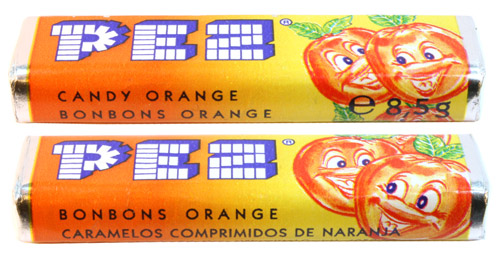 PEZ®
CANDY ORANGE
BONBONS ORANGE
℮ 8,5g
PEZ®
BONBONS ORANGE
CARAMELOS COMPRIMIDOS DE NARANJA